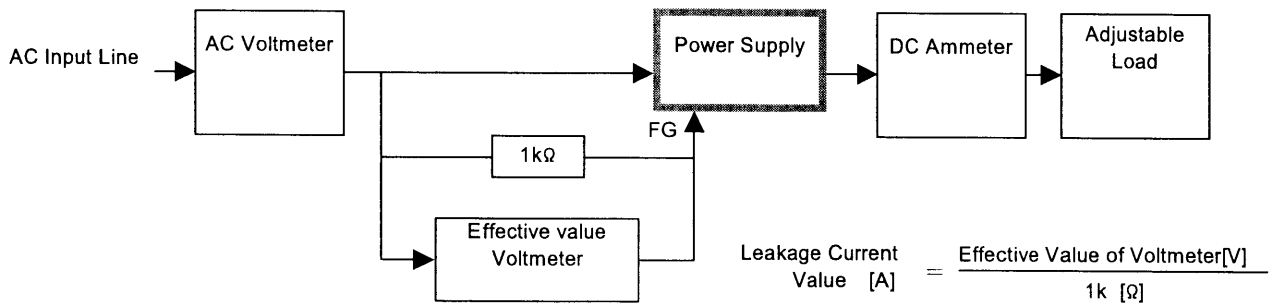 AC Input Line
AC Voltmeter
Power Supply
DC Ammeter
Adjustable
Load
FG
1kΩ
Effective value
Voltmeter
Leakage Current
Value [A]
=
Effective Value of Voltmeter[V]
1k [Ω]